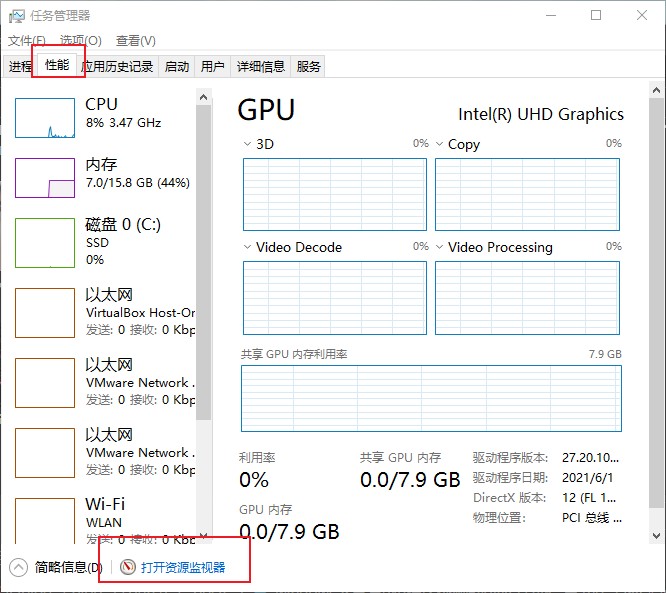 任务管理器
文件(F) 选项(O) 查看(V)
进程 性能 应用历史记录 启动 用户 详细信息 服务
CPU
8% 3.47 GHz
内存
7.0/15.8 GB (44%)
磁盘 0 (C:)
SSD
0%
以太网
VirtualBox Host-Or
发送: 0 接收: 0 Kbp
以太网
VMware Network .
发送: 0 接收: 0 Kbp
以太网
VMware Network .
发送: 0 接收: 0 Kbp
Wi-Fi
WLAN
发送: 0 接收: 0 Kbp
GPU
Intel(R) UHD Graphics
3D 0%
Copy 0%
Video Decode 0%
Video Processing 0%
共享 GPU 内存利用率 7.9 GB
利用率
0%
共享 GPU 内存
0.0/7.9 GB
GPU 内存
0.0/7.9 GB
驱动程序版本: 27.20.10...
驱动程序日期: 2021/6/1
DirectX 版本: 12 (FL 1...
物理位置: PCI 总线 ...
简略信息(D) 打开资源监视器